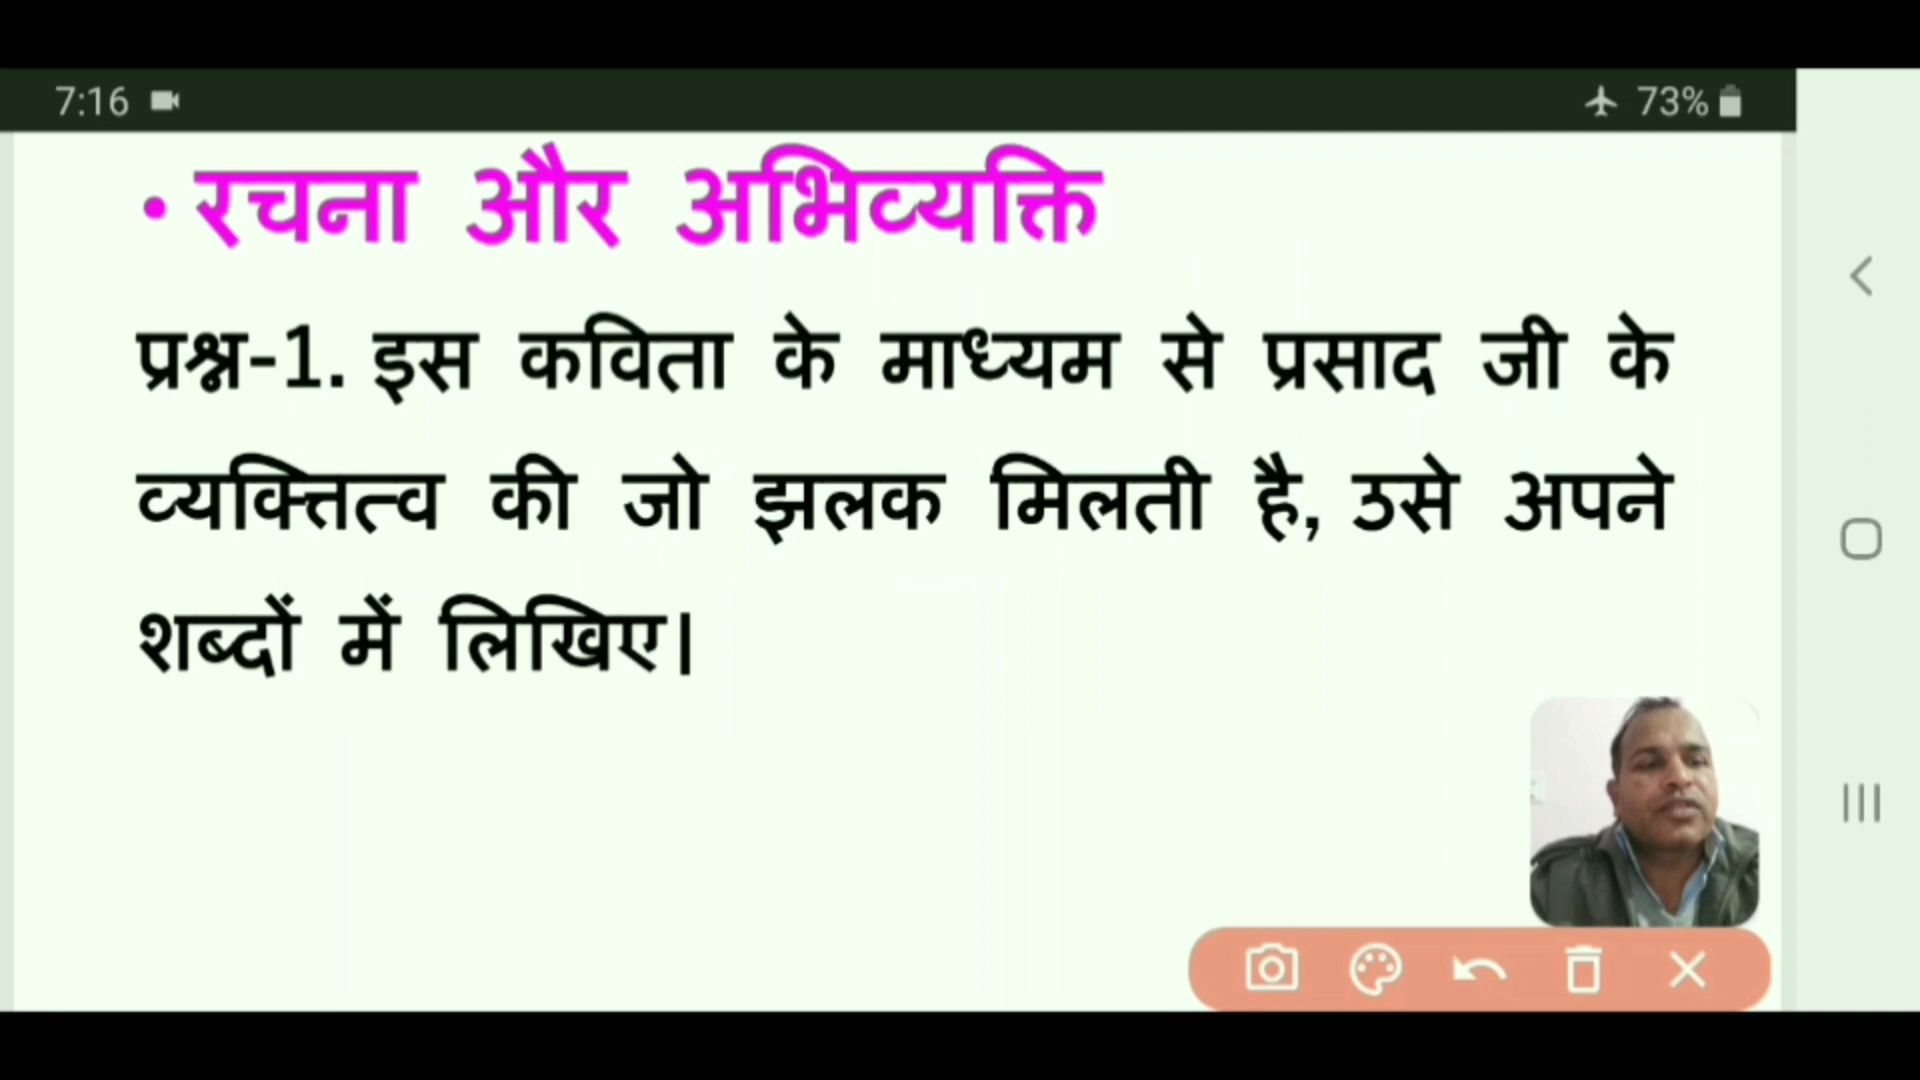 7:16 73%
• रचना और अभिव्यक्ति
प्रश्न-1. इस कविता के माध्यम से प्रसाद जी के
व्यक्तित्व की जो झलक मिलती है, उसे अपने
शब्दों में लिखिए।